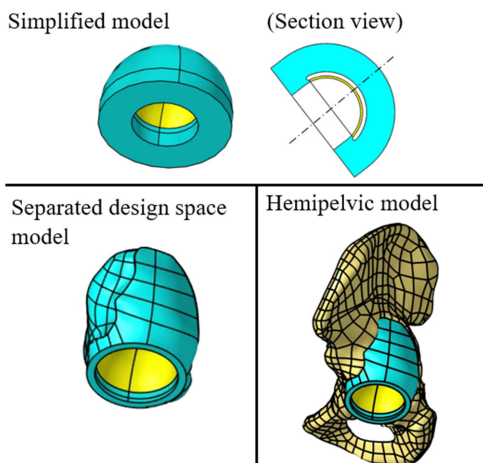 Simplified model
(Section view)
Separated design space
model
Hemipelvic model